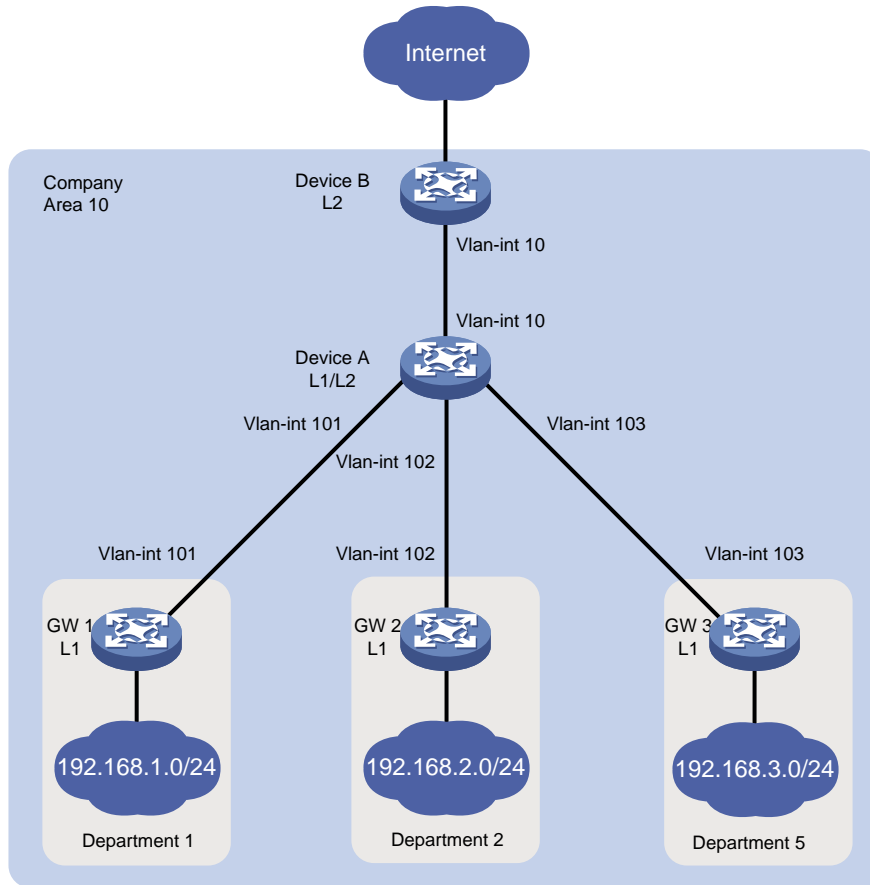 Internet
Company
Area 10
Device B
L2
Vlan-int 10
Vlan-int 10
Device A
L1/L2
Vlan-int 101
Vlan-int 103
Vlan-int 102
Vlan-int 101
Vlan-int 102
Vlan-int 103
GW 1
L1
GW 2
L1
GW 3
L1
192.168.1.0/24
192.168.2.0/24
192.168.3.0/24
Department 1
Department 2
Department 5